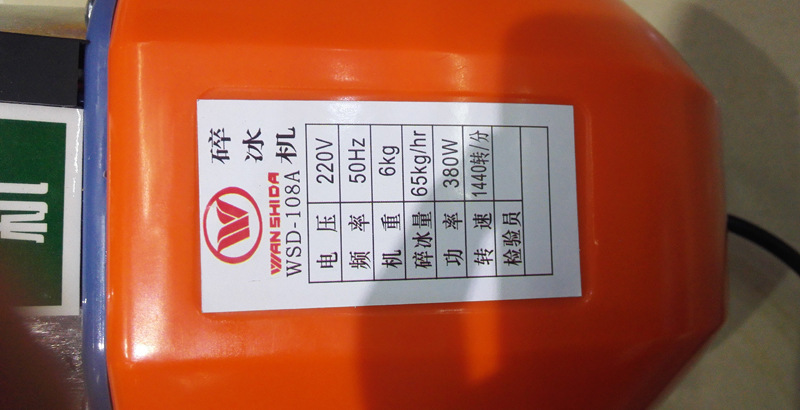 碎冰机
WANSHIDA
WSD-108A
电压 220V
频率 50Hz
机重 6kg
碎冰量 65kg/hr
功率 380W
转速 1440转/分
检验员
机